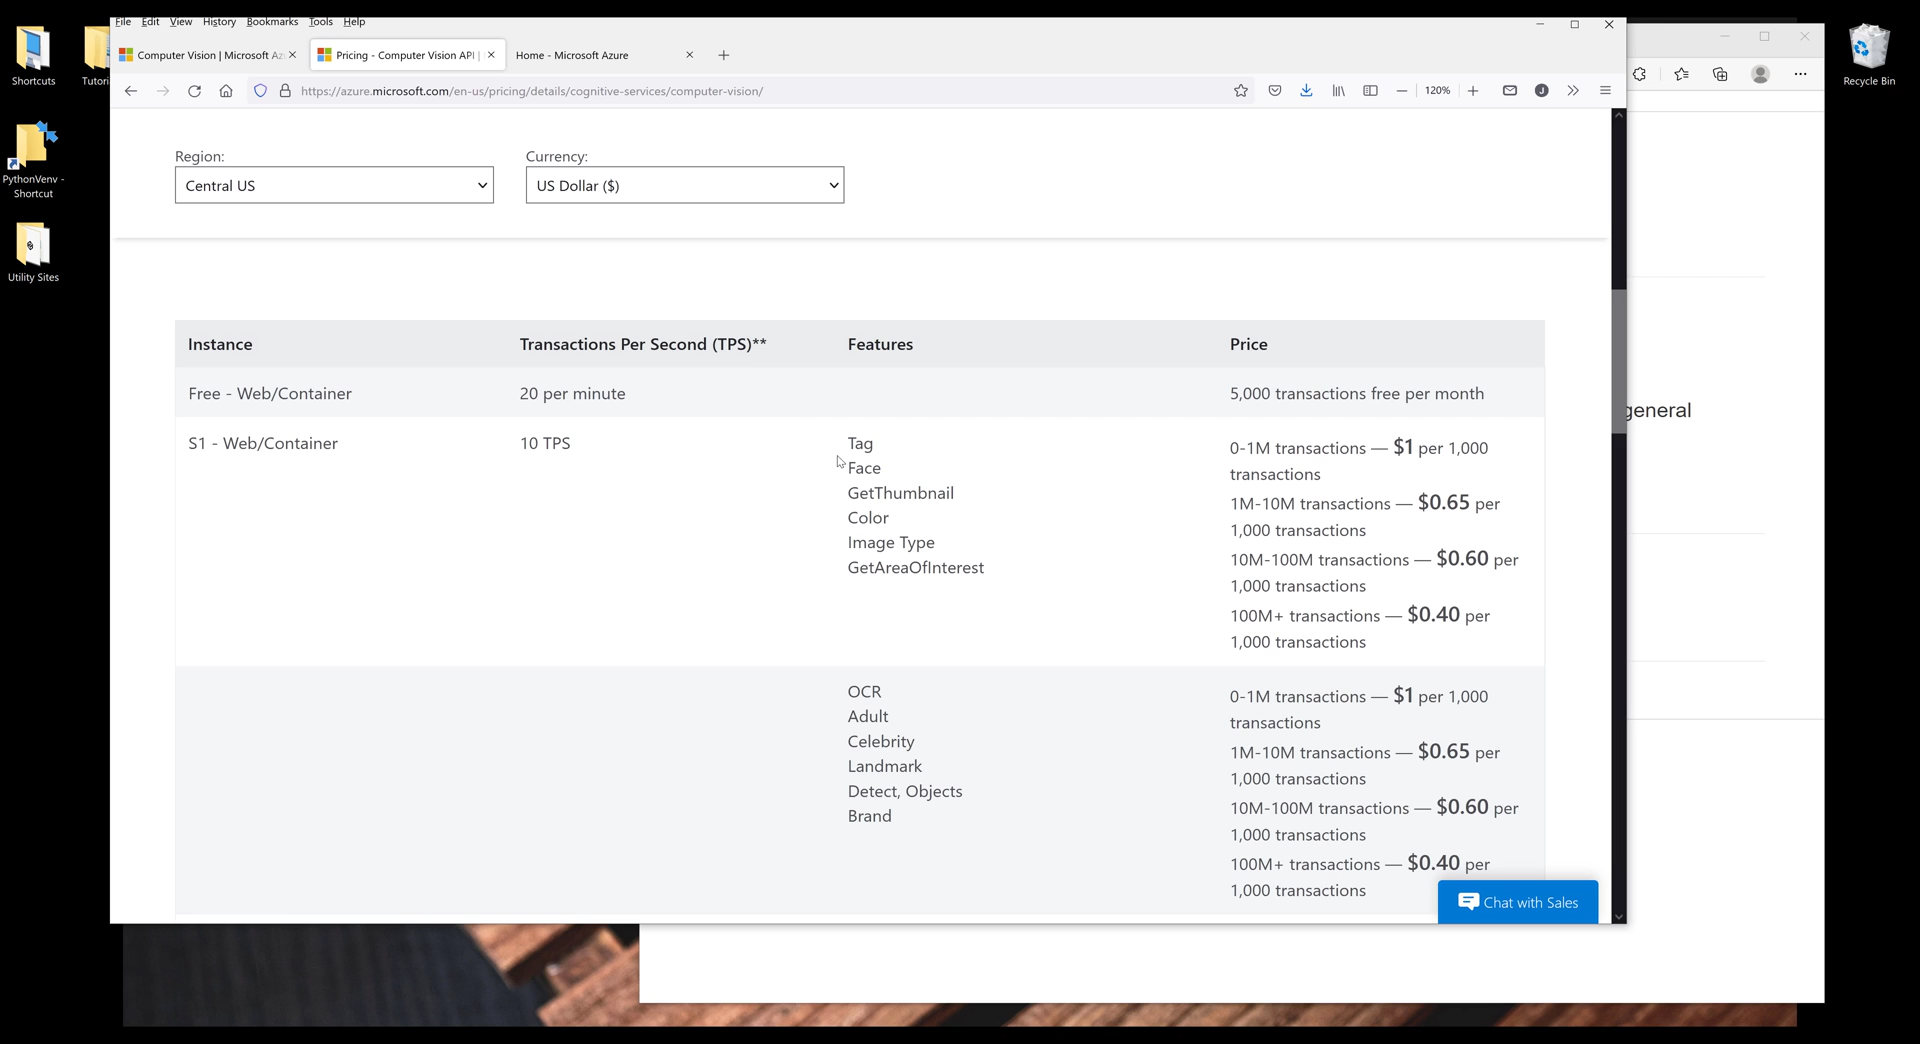 File Edit View History Bookmarks Tools Help
Computer Vision | Microsoft Az
Pricing - Computer Vision API |
Home - Microsoft Azure
https://azure.microsoft.com/en-us/pricing/details/cognitive-services/computer-vision/
120%
J
Shortcuts
Tutori
PythonVenv -
Shortcut
Utility Sites
Recycle Bin
Region:
Currency:
Central US
US Dollar ($)
Instance
Transactions Per Second (TPS)**
Features
Price
Free - Web/Container
20 per minute
5,000 transactions free per month
S1 - Web/Container
10 TPS
Tag
Face
GetThumbnail
Color
Image Type
GetAreaOfInterest
0-1M transactions — $1 per 1,000
transactions
1M-10M transactions — $0.65 per
1,000 transactions
10M-100M transactions — $0.60 per
1,000 transactions
100M+ transactions — $0.40 per
1,000 transactions
OCR
Adult
Celebrity
Landmark
Detect, Objects
Brand
0-1M transactions — $1 per 1,000
transactions
1M-10M transactions — $0.65 per
1,000 transactions
10M-100M transactions — $0.60 per
1,000 transactions
100M+ transactions — $0.40 per
1,000 transactions
Chat with Sales
general